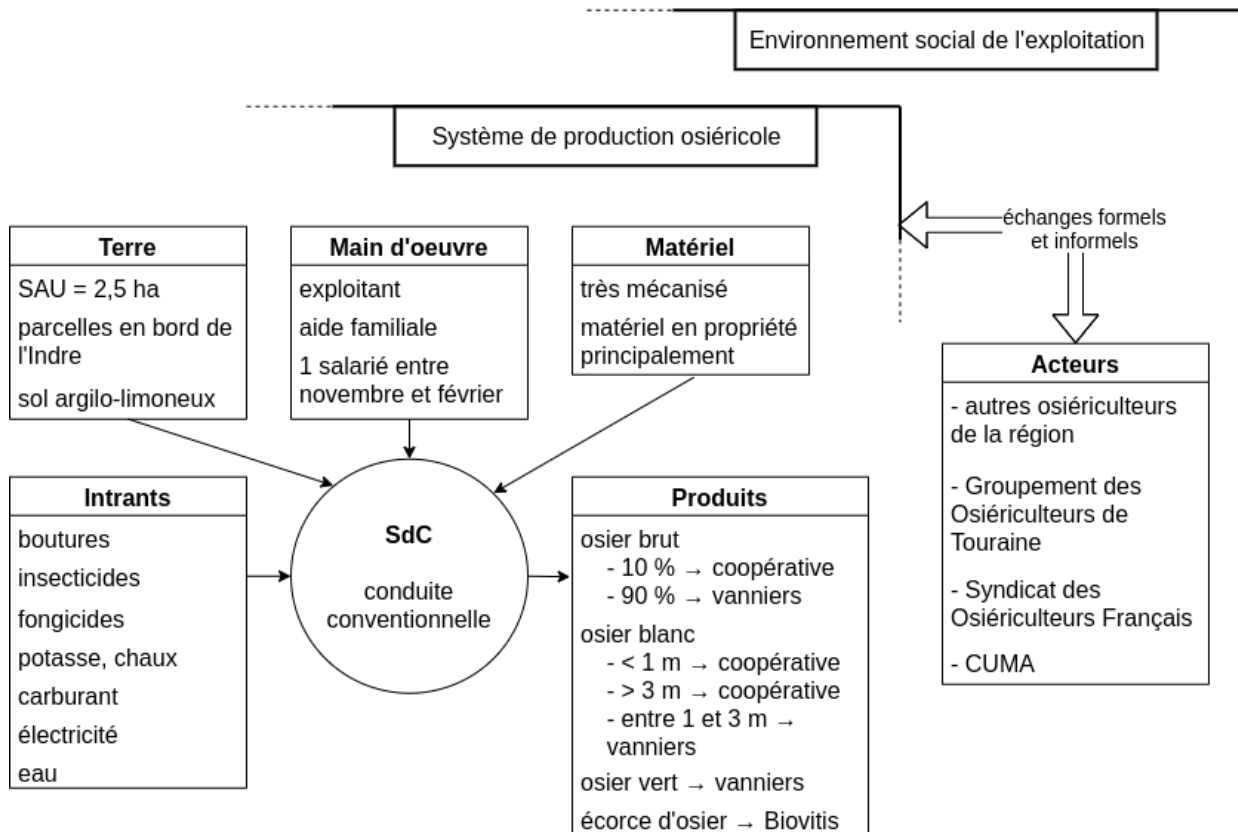 Environnement social de l'exploitation
Système de production osiéricole
échanges formels
et informels
Terre
SAU = 2,5 ha
parcelles en bord de
l'Indre
sol argilo-limoneux
Main d'oeuvre
exploitant
aide familiale
1 salarié entre
novembre et février
Matériel
très mécanisé
matériel en propriété
principalement
Acteurs
- autres osiériculteurs
de la région
- Groupement des
Osiériculteurs de
Touraine
- Syndicat des
Osiériculteurs Français
- CUMA
Intrants
boutures
insecticides
fongicides
potasse, chaux
carburant
électricité
eau
SdC
conduite
conventionnelle
Produits
osier brut
- 10 % → coopérative
- 90 % → vanniers
osier blanc
- < 1 m → coopérative
- > 3 m → coopérative
- entre 1 et 3 m →
vanniers
osier vert → vanniers
écorce d'osier → Biovitis